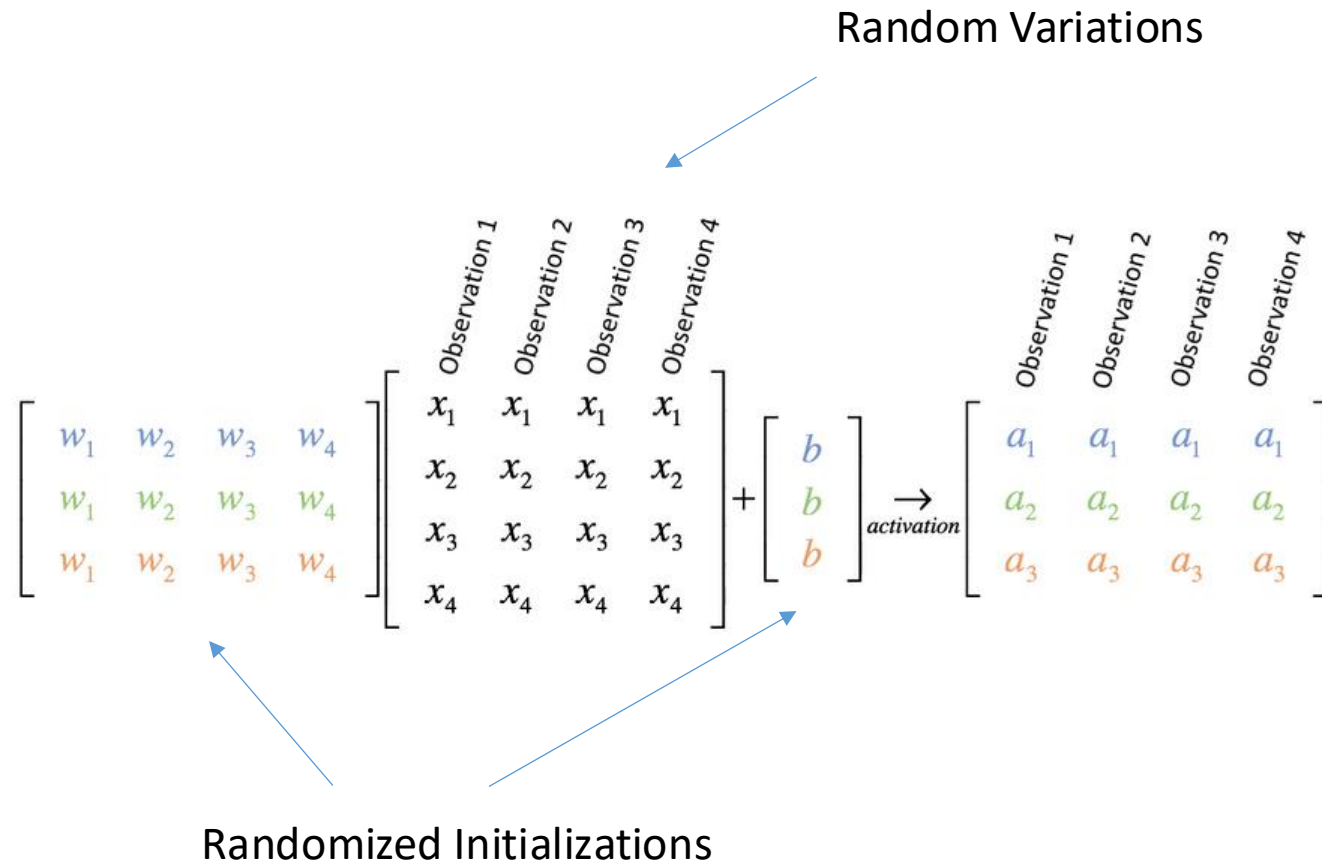 Random Variations
Observation 1 Observation 2 Observation 3 Observation 4
Observation 1 Observation 2 Observation 3 Observation 4
x₁ x₁ x₁ x₁
w₁ w₂ w₃ w₄ x₂ x₂ x₂ x₂ b a₁ a₁ a₁ a₁
w₁ w₂ w₃ w₄ + b → a₂ a₂ a₂ a₂
activation
w₁ w₂ w₃ w₄ x₃ x₃ x₃ x₃ b a₃ a₃ a₃ a₃
x₄ x₄ x₄ x₄
Randomized Initializations